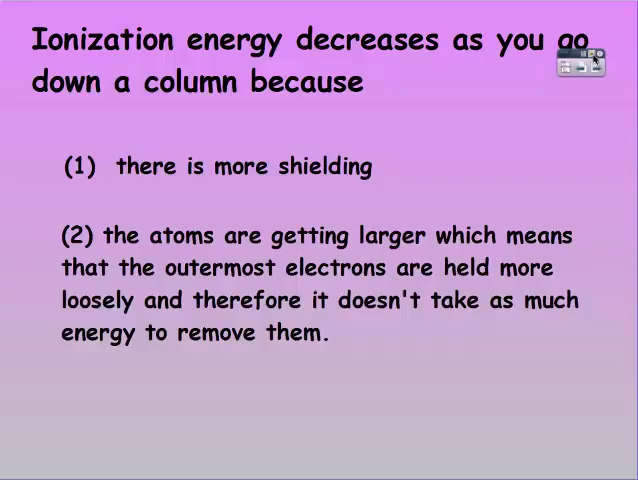 Ionization energy decreases as you go
down a column because
(1) there is more shielding
(2) the atoms are getting larger which means
that the outermost electrons are held more
loosely and therefore it doesn't take as much
energy to remove them.